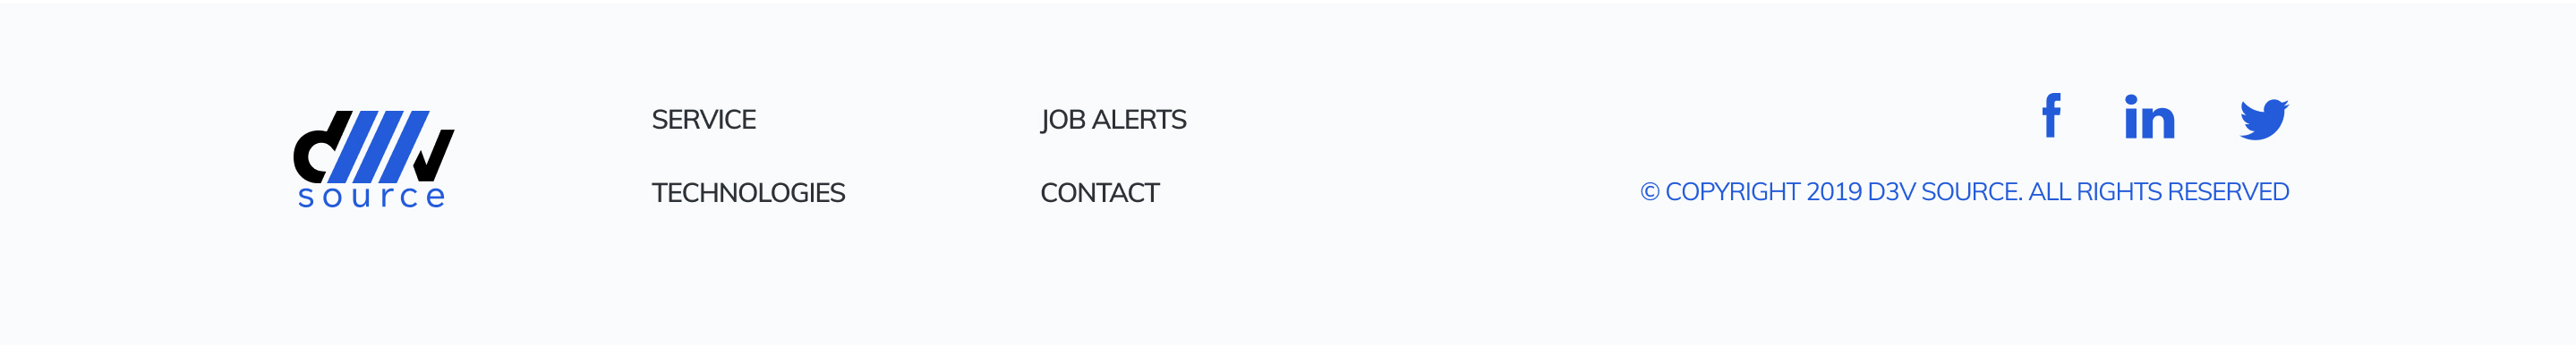 d///v
source
SERVICE
TECHNOLOGIES
JOB ALERTS
CONTACT
© COPYRIGHT 2019 D3V SOURCE. ALL RIGHTS RESERVED